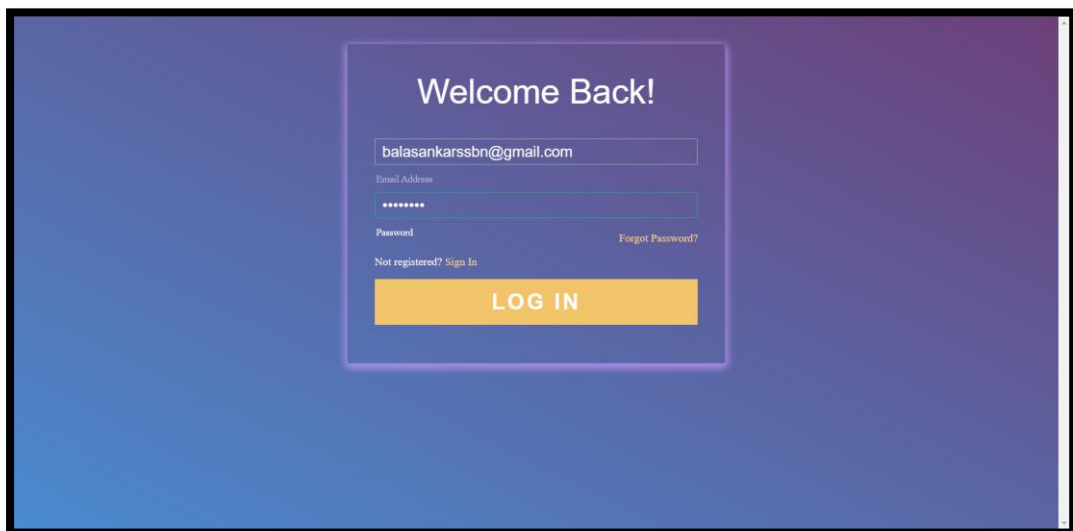 Welcome Back!
balasankarssbn@gmail.com
Email Address
••••••••
Password
Forgot Password?
Not registered? Sign In
LOG IN